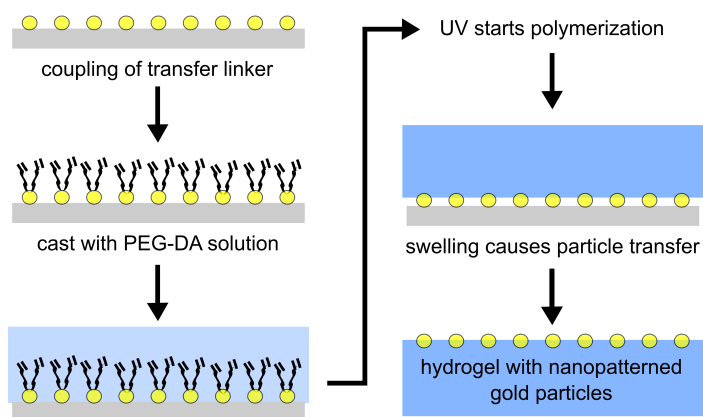 coupling of transfer linker
cast with PEG-DA solution
UV starts polymerization
swelling causes particle transfer
hydrogel with nanopatterned
gold particles